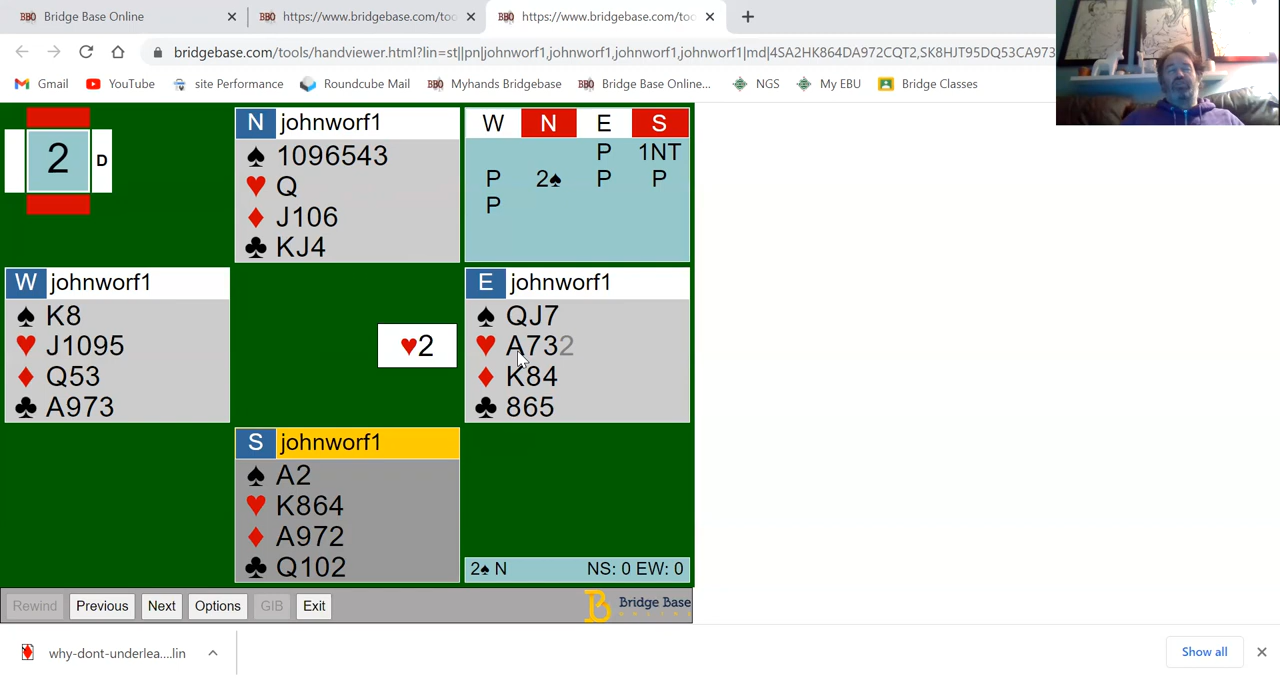 Bridge Base Online
https://www.bridgebase.com/too
https://www.bridgebase.com/too
bridgebase.com/tools/handviewer.html?lin=st||pn|johnworf1,johnworf1,johnworf1,johnworf1|md|4SA2HK864DA972CQT2,SK8HJT95DQ53CA973
Gmail
YouTube
site Performance
Roundcube Mail
BBO Myhands Bridgebase
BBO Bridge Base Online...
NGS
My EBU
Bridge Classes
2
D
N johnworf1
♠ 1096543
♥ Q
♦ J106
♣ KJ4
W N E S
P 1NT
P 2♠ P P
P
W johnworf1
♠ K8
♥ J1095
♦ Q53
♣ A973
♥2
E johnworf1
♠ QJ7
♥ A732
♦ K84
♣ 865
S johnworf1
♠ A2
♥ K864
♦ A972
♣ Q102
2♠ N NS: 0 EW: 0
Rewind Previous Next Options GIB Exit
Bridge Base
why-dont-underlea....lin
Show all